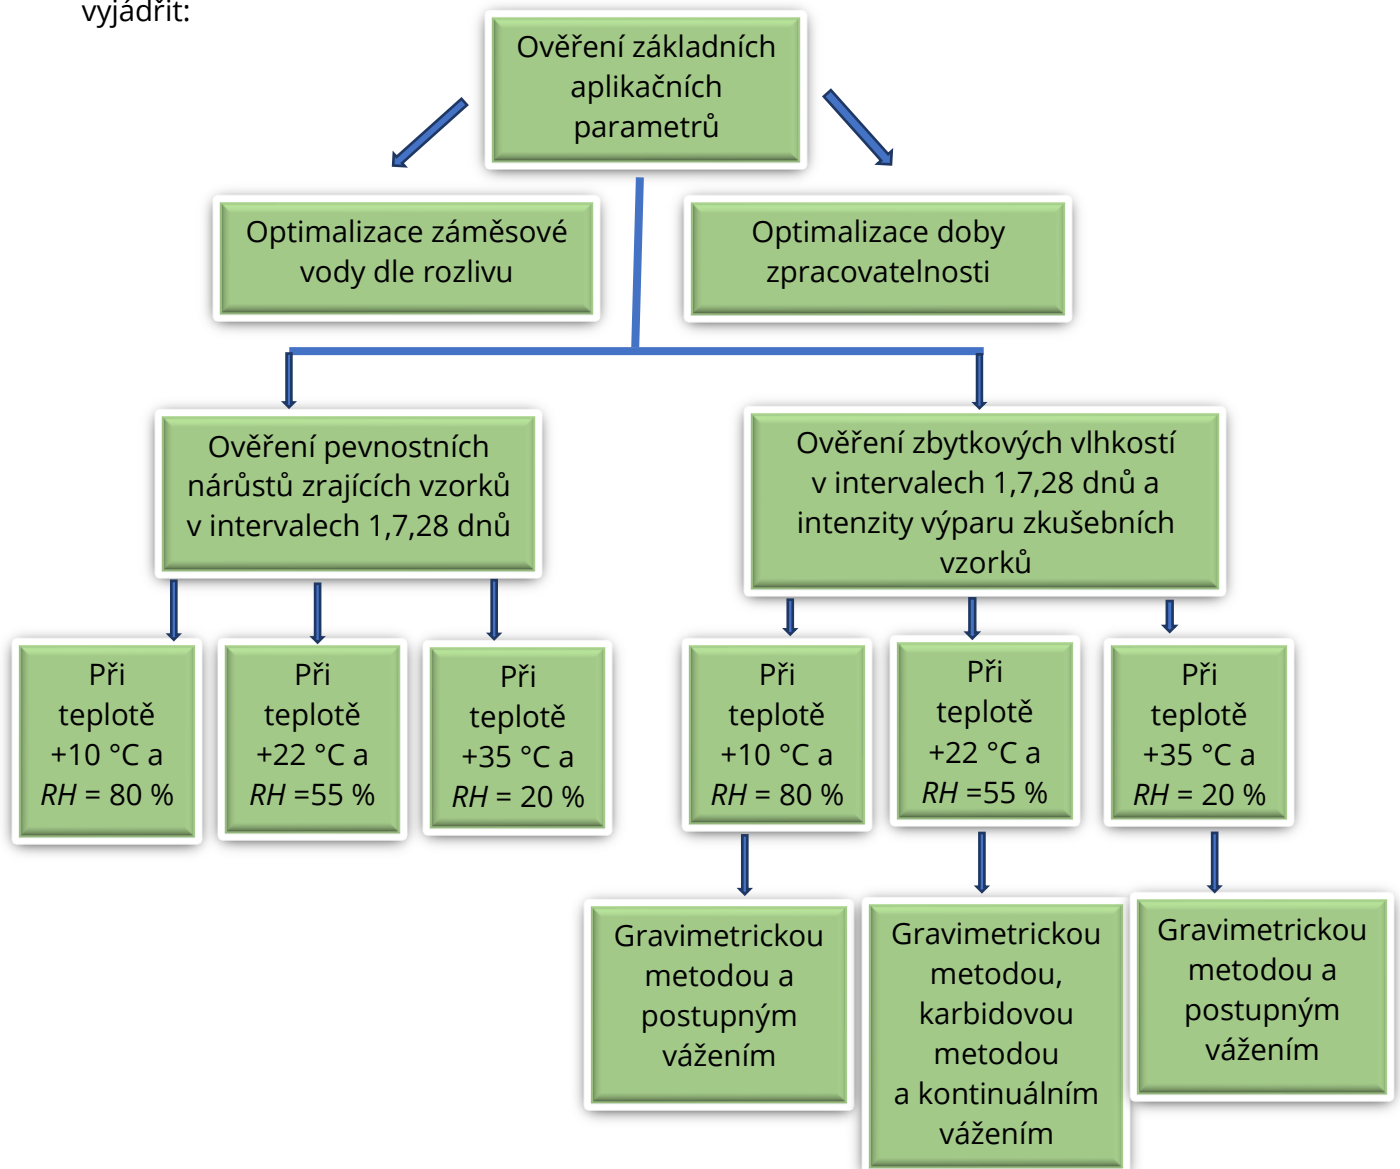 vyjádřit:
Ověření základních
aplikačních
parametrů
Optimalizace záměsové
vody dle rozlivu
Optimalizace doby
zpracovatelnosti
Ověření pevnostních
nárůstů zrajících vzorků
v intervalech 1,7,28 dnů
Ověření zbytkových vlhkostí
v intervalech 1,7,28 dnů a
intenzity výparu zkušebních
vzorků
Při
teplotě
+10 °C a
RH = 80 %
Při
teplotě
+22 °C a
RH =55 %
Při
teplotě
+35 °C a
RH = 20 %
Při
teplotě
+10 °C a
RH = 80 %
Při
teplotě
+22 °C a
RH =55 %
Při
teplotě
+35 °C a
RH = 20 %
Gravimetrickou
metodou a
postupným
vážením
Gravimetrickou
metodou,
karbidovou
metodou
a kontinuálním
vážením
Gravimetrickou
metodou a
postupným
vážením